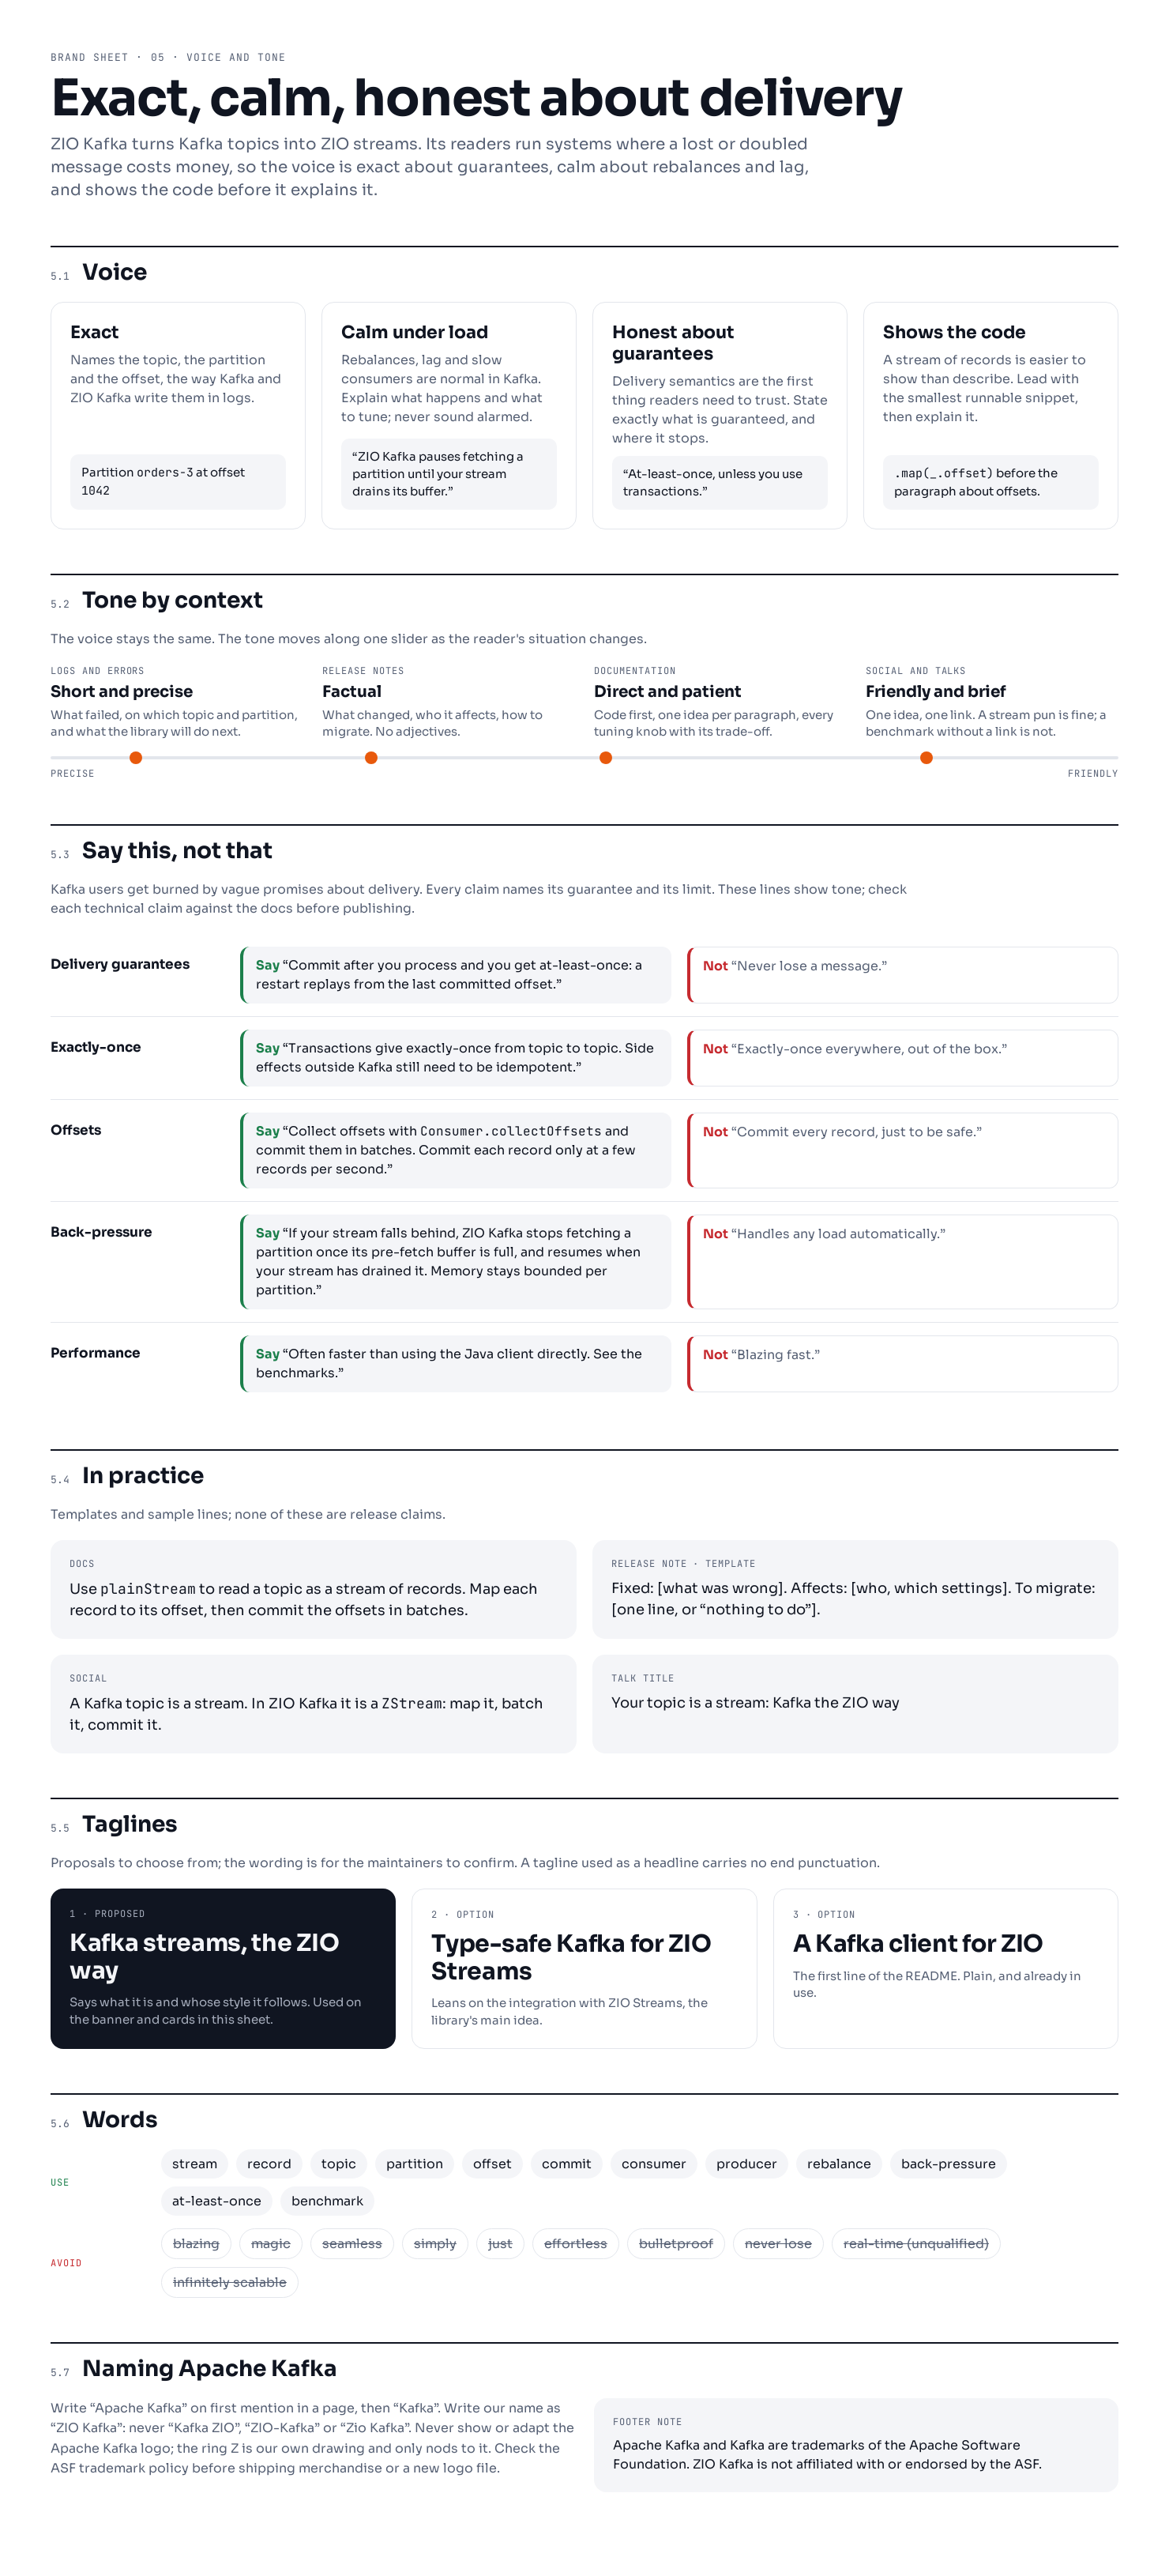 BRAND SHEET · 05 · VOICE AND TONE
Exact, calm, honest about delivery
ZIO Kafka turns Kafka topics into ZIO streams. Its readers run systems where a lost or doubled
message costs money, so the voice is exact about guarantees, calm about rebalances and lag,
and shows the code before it explains it.
5.1 Voice
Exact
Names the topic, the partition
and the offset, the way Kafka and
ZIO Kafka write them in logs.
Partition orders-3 at offset
1042
Calm under load
Rebalances, lag and slow
consumers are normal in Kafka.
Explain what happens and what
to tune; never sound alarmed.
“ZIO Kafka pauses fetching a
partition until your stream
drains its buffer.”
Honest about
guarantees
Delivery semantics are the first
thing readers need to trust. State
exactly what is guaranteed, and
where it stops.
“At-least-once, unless you use
transactions.”
Shows the code
A stream of records is easier to
show than describe. Lead with
the smallest runnable snippet,
then explain it.
.map(_.offset) before the
paragraph about offsets.
5.2 Tone by context
The voice stays the same. The tone moves along one slider as the reader's situation changes.
LOGS AND ERRORS
Short and precise
What failed, on which topic and partition,
and what the library will do next.
RELEASE NOTES
Factual
What changed, who it affects, how to
migrate. No adjectives.
DOCUMENTATION
Direct and patient
Code first, one idea per paragraph, every
tuning knob with its trade-off.
SOCIAL AND TALKS
Friendly and brief
One idea, one link. A stream pun is fine; a
benchmark without a link is not.
PRECISE
FRIENDLY
5.3 Say this, not that
Kafka users get burned by vague promises about delivery. Every claim names its guarantee and its limit. These lines show tone; check
each technical claim against the docs before publishing.
Delivery guarantees
Say “Commit after you process and you get at-least-once: a
restart replays from the last committed offset.”
Not “Never lose a message.”
Exactly-once
Say “Transactions give exactly-once from topic to topic. Side
effects outside Kafka still need to be idempotent.”
Not “Exactly-once everywhere, out of the box.”
Offsets
Say “Collect offsets with Consumer.collectOffsets and
commit them in batches. Commit each record only at a few
records per second.”
Not “Commit every record, just to be safe.”
Back-pressure
Say “If your stream falls behind, ZIO Kafka stops fetching a
partition once its pre-fetch buffer is full, and resumes when
your stream has drained it. Memory stays bounded per
partition.”
Not “Handles any load automatically.”
Performance
Say “Often faster than using the Java client directly. See the
benchmarks.”
Not “Blazing fast.”
5.4 In practice
Templates and sample lines; none of these are release claims.
DOCS
Use plainStream to read a topic as a stream of records. Map each
record to its offset, then commit the offsets in batches.
RELEASE NOTE · TEMPLATE
Fixed: [what was wrong]. Affects: [who, which settings]. To migrate:
[one line, or “nothing to do”].
SOCIAL
A Kafka topic is a stream. In ZIO Kafka it is a ZStream: map it, batch
it, commit it.
TALK TITLE
Your topic is a stream: Kafka the ZIO way
5.5 Taglines
Proposals to choose from; the wording is for the maintainers to confirm. A tagline used as a headline carries no end punctuation.
1 · PROPOSED
Kafka streams, the ZIO
way
Says what it is and whose style it follows. Used on
the banner and cards in this sheet.
2 · OPTION
Type-safe Kafka for ZIO
Streams
Leans on the integration with ZIO Streams, the
library's main idea.
3 · OPTION
A Kafka client for ZIO
The first line of the README. Plain, and already in
use.
5.6 Words
USE
stream record topic partition offset commit consumer producer rebalance back-pressure
at-least-once benchmark
AVOID
blazing magic seamless simply just effortless bulletproof never lose real-time (unqualified)
infinitely scalable
5.7 Naming Apache Kafka
Write “Apache Kafka” on first mention in a page, then “Kafka”. Write our name as
“ZIO Kafka”: never “Kafka ZIO”, “ZIO-Kafka” or “Zio Kafka”. Never show or adapt the
Apache Kafka logo; the ring Z is our own drawing and only nods to it. Check the
ASF trademark policy before shipping merchandise or a new logo file.
FOOTER NOTE
Apache Kafka and Kafka are trademarks of the Apache Software
Foundation. ZIO Kafka is not affiliated with or endorsed by the ASF.